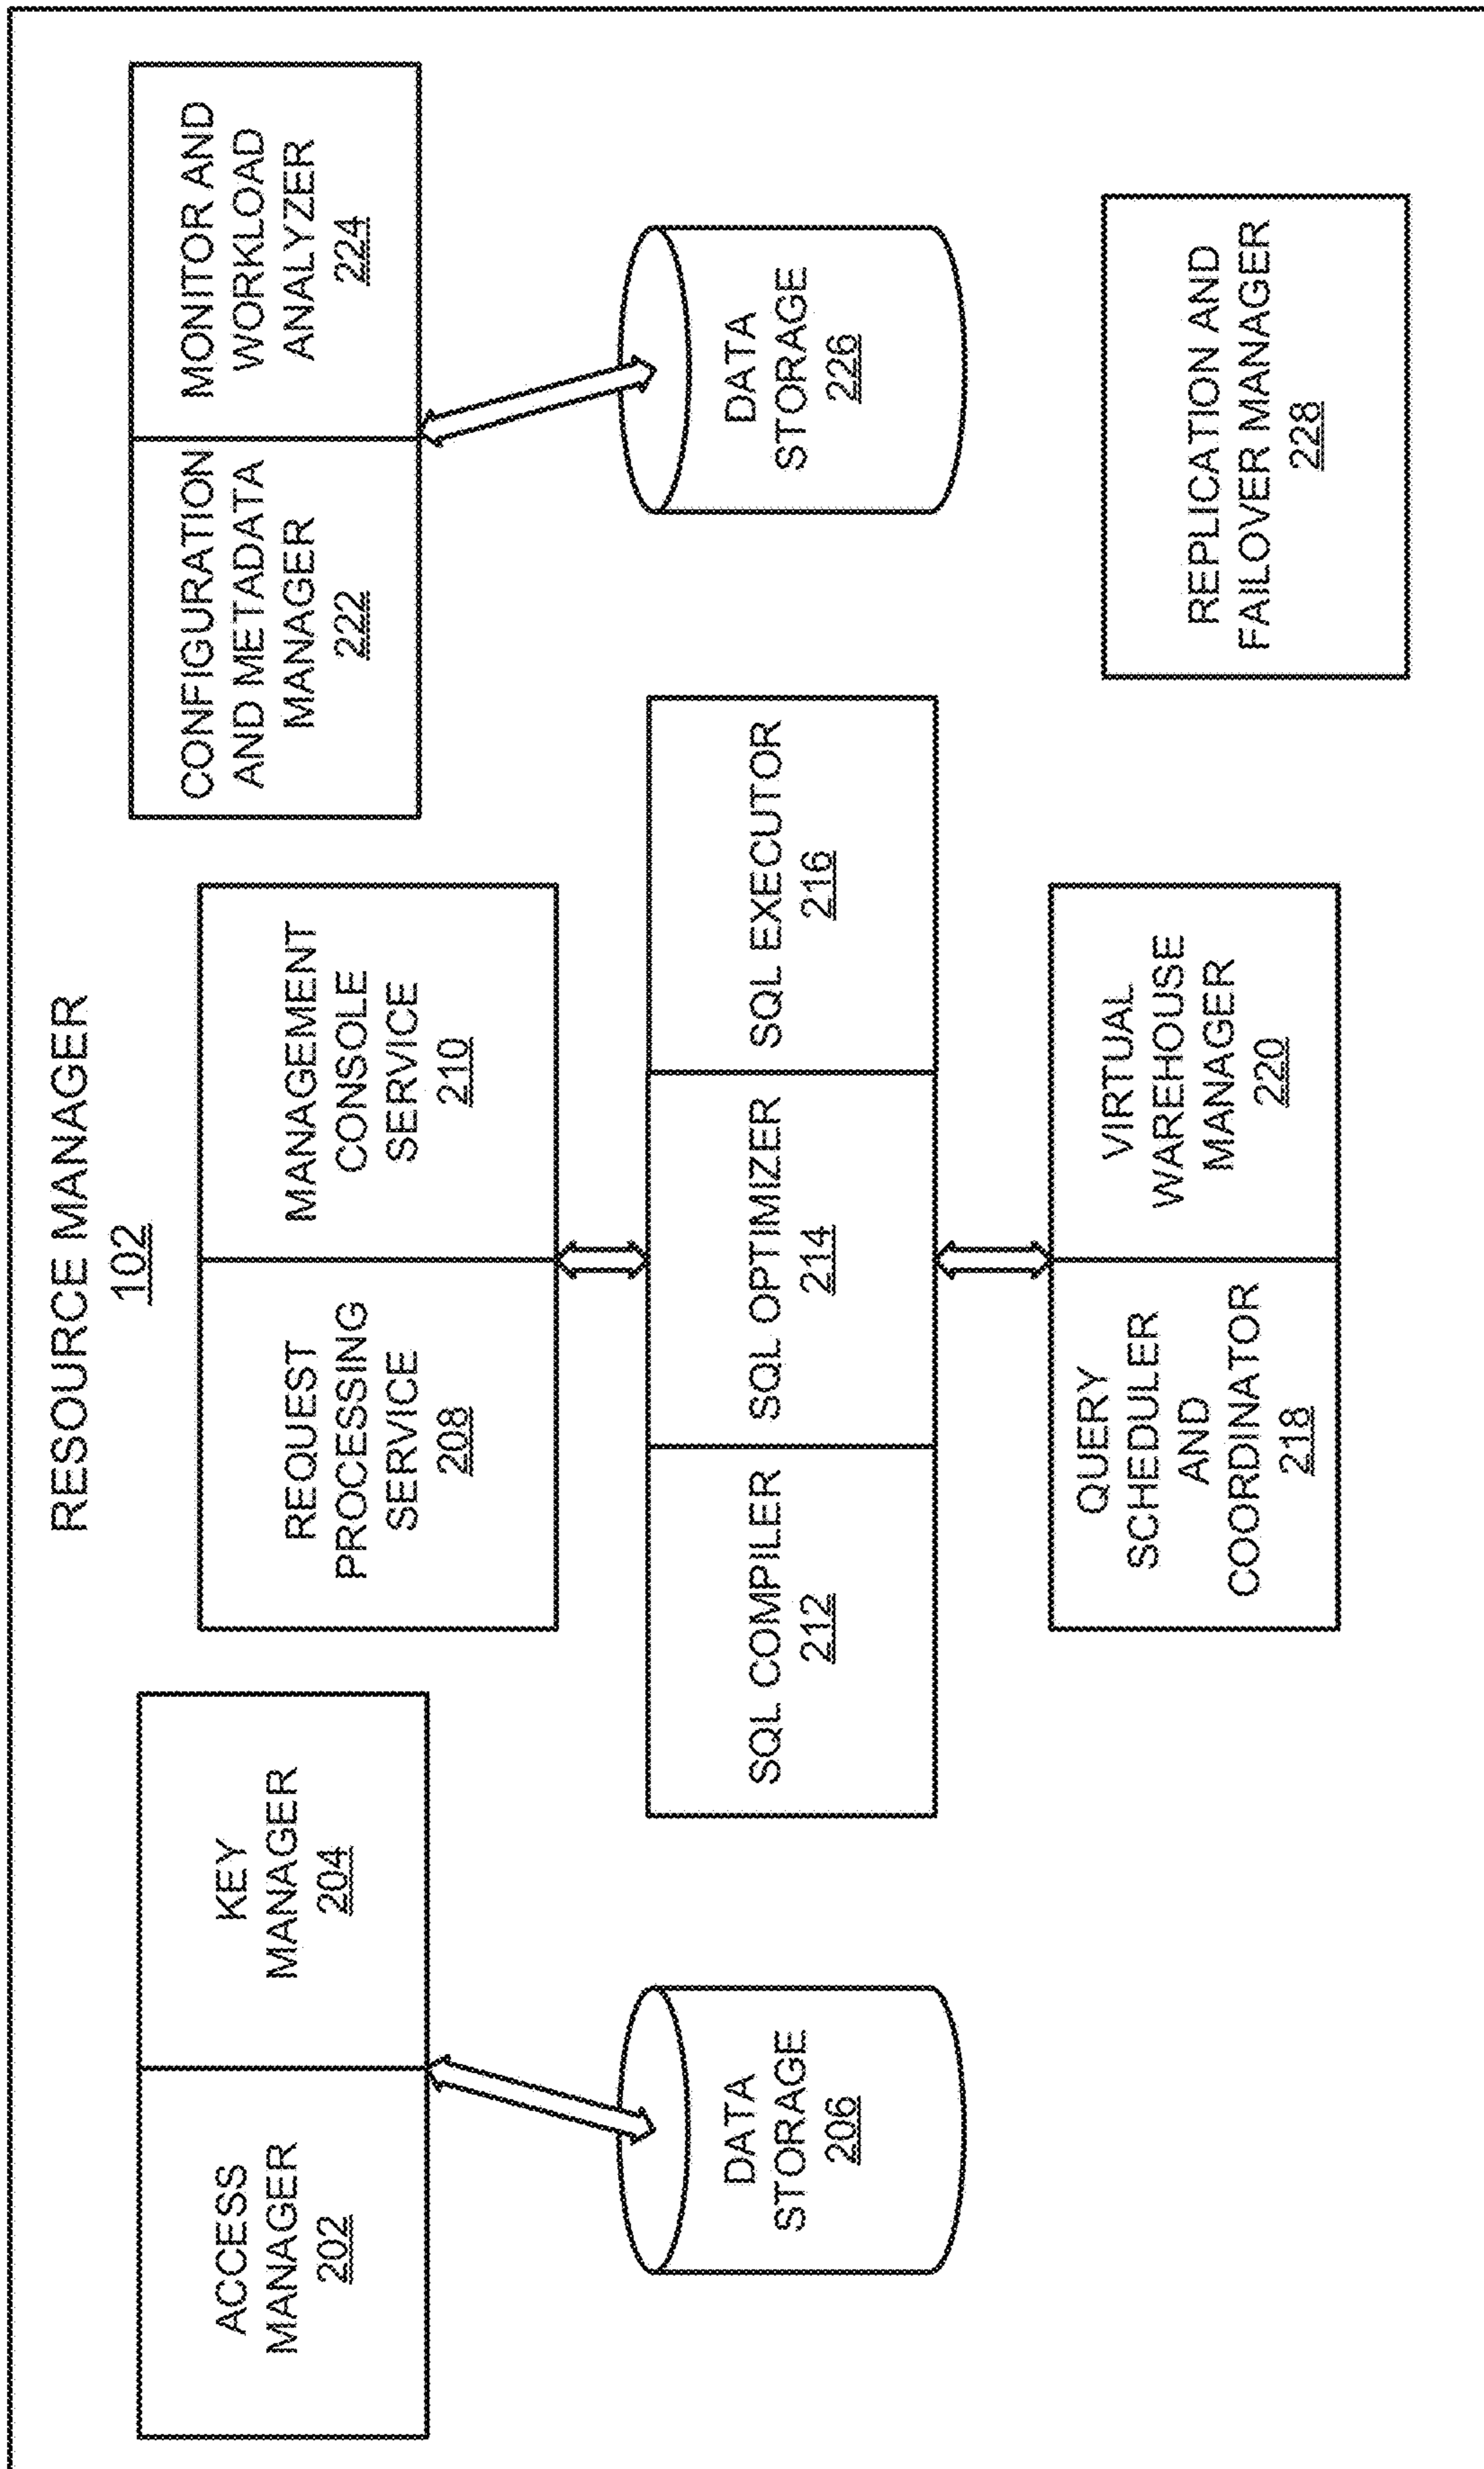 RESOURCE MANAGER
102
ACCESS
MANAGER
202
KEY
MANAGER
204
DATA
STORAGE
206
REQUEST
PROCESSING
SERVICE
208
MANAGEMENT
CONSOLE
SERVICE
210
SQL COMPILER
212
SQL OPTIMIZER
214
SQL EXECUTOR
216
QUERY
SCHEDULER
AND
COORDINATOR
218
VIRTUAL
WAREHOUSE
MANAGER
220
CONFIGURATION
AND METADATA
MANAGER
222
MONITOR AND
WORKLOAD
ANALYZER
224
DATA
STORAGE
226
REPLICATION AND
FAILOVER MANAGER
228